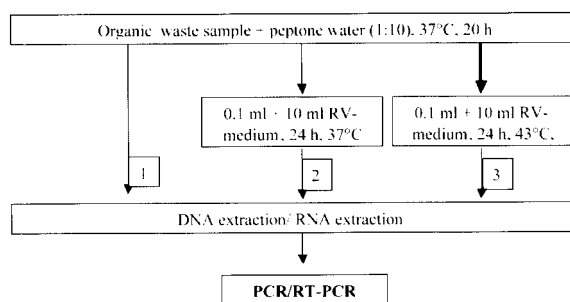 Organic waste sample + peptone water (1:10). 37°C, 20 h
0.1 ml + 10 ml RV-
medium, 24 h, 37°C
0.1 ml + 10 ml RV-
medium, 24 h, 43°C,
1
2
3
DNA extraction/ RNA extraction
PCR/RT-PCR